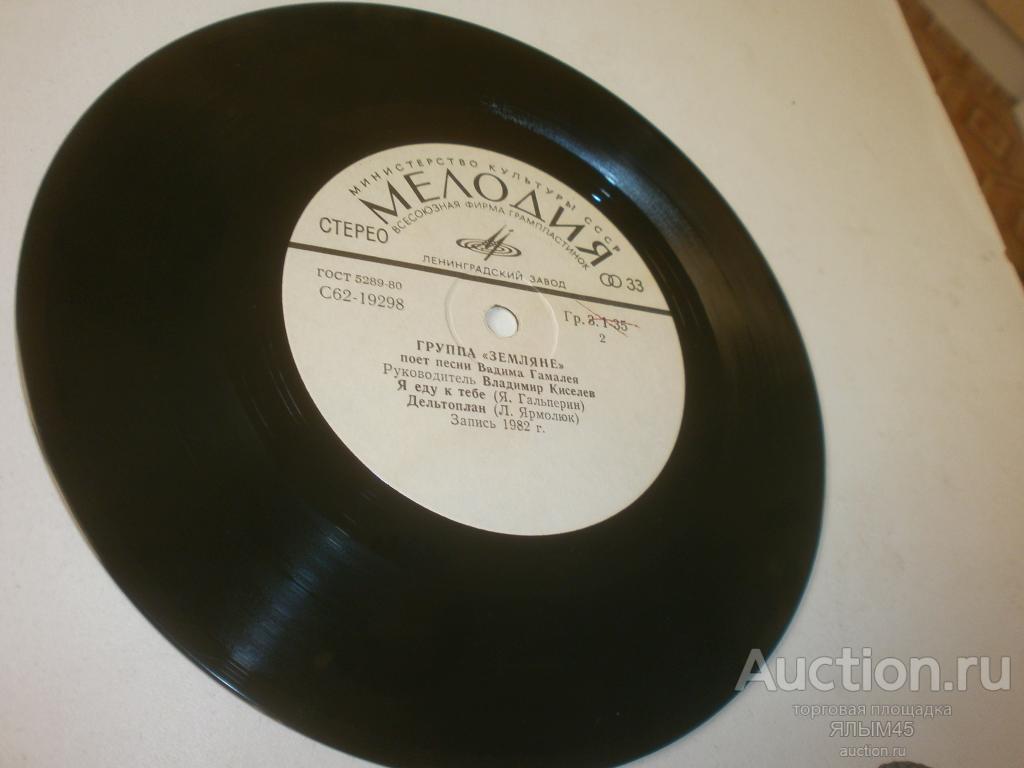 МИНИСТЕРСТВО КУЛЬТУРЫ СССР
МЕЛОДИЯ
ВСЕСОЮЗНАЯ ФИРМА ГРАМПЛАСТИНОК
СТЕРЕО
33
ЛЕНИНГРАДСКИЙ ЗАВОД
ГОСТ 5289-80
С62-19298
Гр. 3. 1-35
2
ГРУППА «ЗЕМЛЯНЕ»
поет песни Вадима Гамалея
Руководитель Владимир Киселев
Я еду к тебе (Я. Гальперин)
Дельтоплан (Л. Ярмолюк)
Запись 1982 г.
Auction.ru
торговая площадка
ЯЛЫМ45
auction.ru